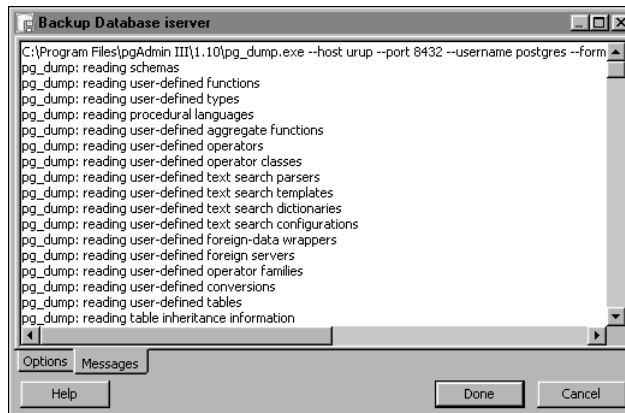 Backup Database iserver
C:\Program Files\pgAdmin III\1.10\pg_dump.exe --host urup --port 8432 --username postgres --form
pg_dump: reading schemas
pg_dump: reading user-defined functions
pg_dump: reading user-defined types
pg_dump: reading procedural languages
pg_dump: reading user-defined aggregate functions
pg_dump: reading user-defined operators
pg_dump: reading user-defined operator classes
pg_dump: reading user-defined text search parsers
pg_dump: reading user-defined text search templates
pg_dump: reading user-defined text search dictionaries
pg_dump: reading user-defined text search configurations
pg_dump: reading user-defined foreign-data wrappers
pg_dump: reading user-defined foreign servers
pg_dump: reading user-defined operator families
pg_dump: reading user-defined conversions
pg_dump: reading user-defined tables
pg_dump: reading table inheritance information
Options Messages
Help Done Cancel